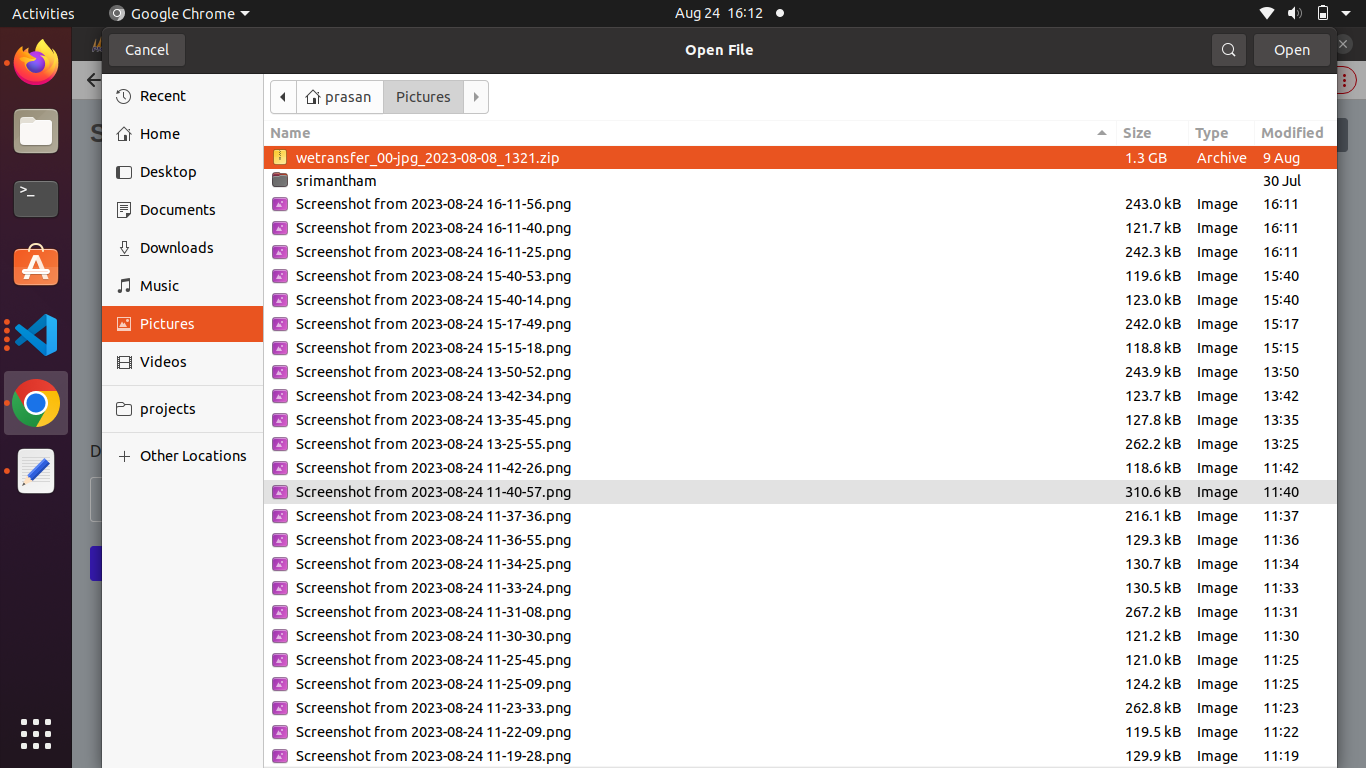 Activities Google Chrome Aug 24 16:12
Cancel Open File Open
Recent
Home
Desktop
Documents
Downloads
Music
Pictures
Videos
projects
Other Locations
prasan Pictures
Name Size Type Modified
wetransfer_00-jpg_2023-08-08_1321.zip 1.3 GB Archive 9 Aug
srimantham 30 Jul
Screenshot from 2023-08-24 16-11-56.png 243.0 kB Image 16:11
Screenshot from 2023-08-24 16-11-40.png 121.7 kB Image 16:11
Screenshot from 2023-08-24 16-11-25.png 242.3 kB Image 16:11
Screenshot from 2023-08-24 15-40-53.png 119.6 kB Image 15:40
Screenshot from 2023-08-24 15-40-14.png 123.0 kB Image 15:40
Screenshot from 2023-08-24 15-17-49.png 242.0 kB Image 15:17
Screenshot from 2023-08-24 15-15-18.png 118.8 kB Image 15:15
Screenshot from 2023-08-24 13-50-52.png 243.9 kB Image 13:50
Screenshot from 2023-08-24 13-42-34.png 123.7 kB Image 13:42
Screenshot from 2023-08-24 13-35-45.png 127.8 kB Image 13:35
Screenshot from 2023-08-24 13-25-55.png 262.2 kB Image 13:25
Screenshot from 2023-08-24 11-42-26.png 118.6 kB Image 11:42
Screenshot from 2023-08-24 11-40-57.png 310.6 kB Image 11:40
Screenshot from 2023-08-24 11-37-36.png 216.1 kB Image 11:37
Screenshot from 2023-08-24 11-36-55.png 129.3 kB Image 11:36
Screenshot from 2023-08-24 11-34-25.png 130.7 kB Image 11:34
Screenshot from 2023-08-24 11-33-24.png 130.5 kB Image 11:33
Screenshot from 2023-08-24 11-31-08.png 267.2 kB Image 11:31
Screenshot from 2023-08-24 11-30-30.png 121.2 kB Image 11:30
Screenshot from 2023-08-24 11-25-45.png 121.0 kB Image 11:25
Screenshot from 2023-08-24 11-25-09.png 124.2 kB Image 11:25
Screenshot from 2023-08-24 11-23-33.png 262.8 kB Image 11:23
Screenshot from 2023-08-24 11-22-09.png 119.5 kB Image 11:22
Screenshot from 2023-08-24 11-19-28.png 129.9 kB Image 11:19